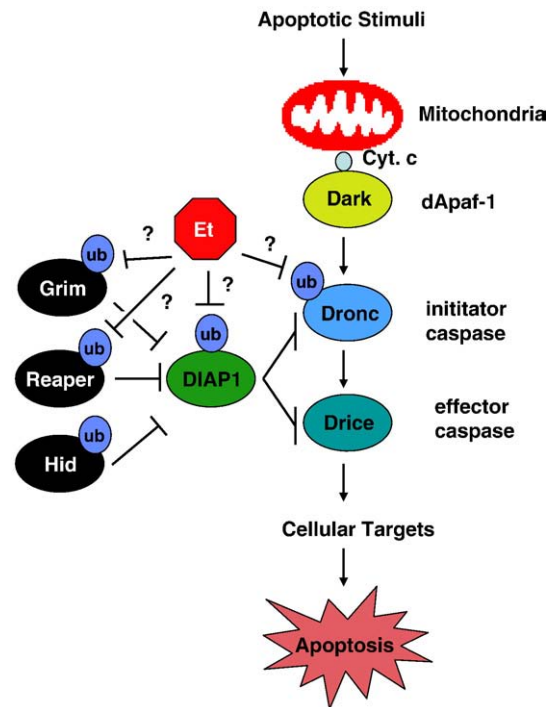 Apoptotic Stimuli
Mitochondria
Cyt. c
Dark
dApaf-1
Et
?
?
?
?
ub
Grim
ub
Dronc
inititator
caspase
ub
Reaper
ub
DIAP1
Drice
effector
caspase
ub
Hid
Cellular Targets
Apoptosis